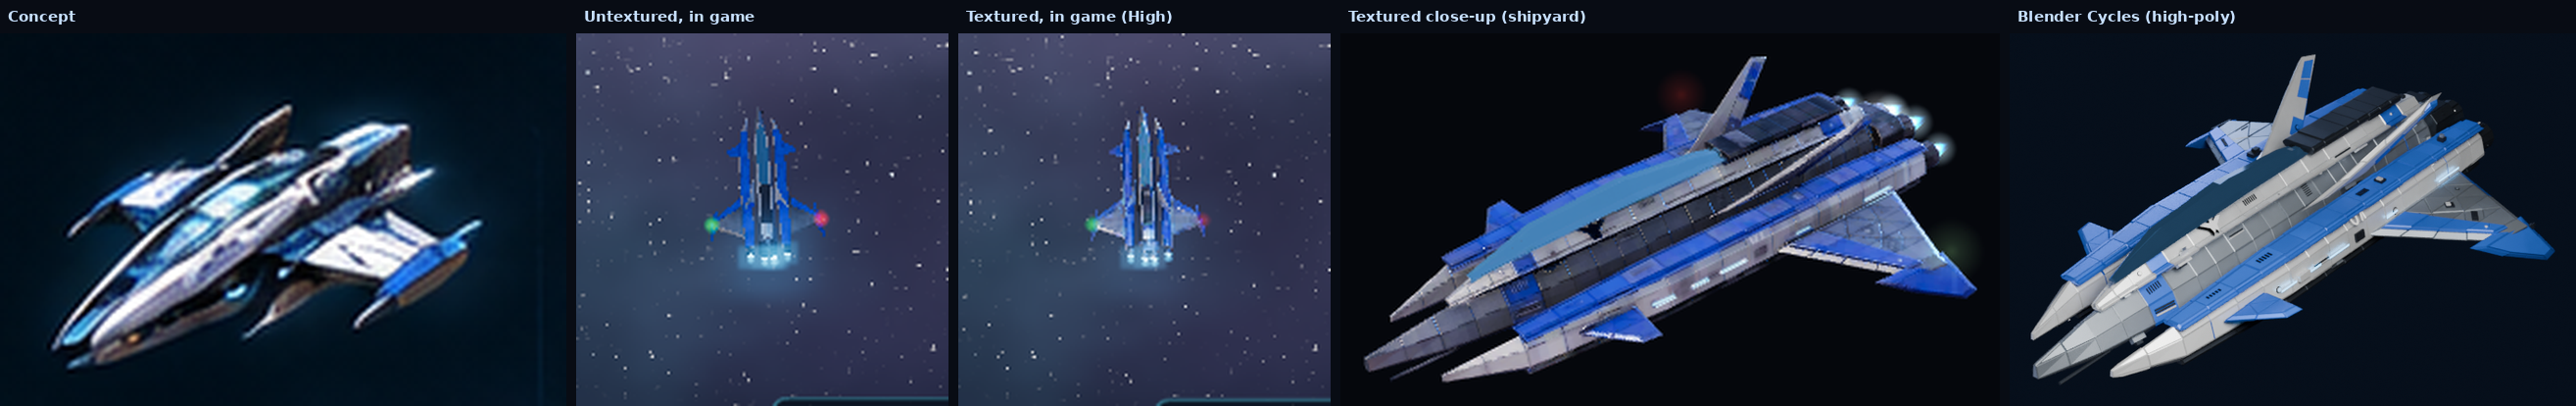 Concept
Untextured, in game
Textured, in game (High)
Textured close-up (shipyard)
Blender Cycles (high-poly)